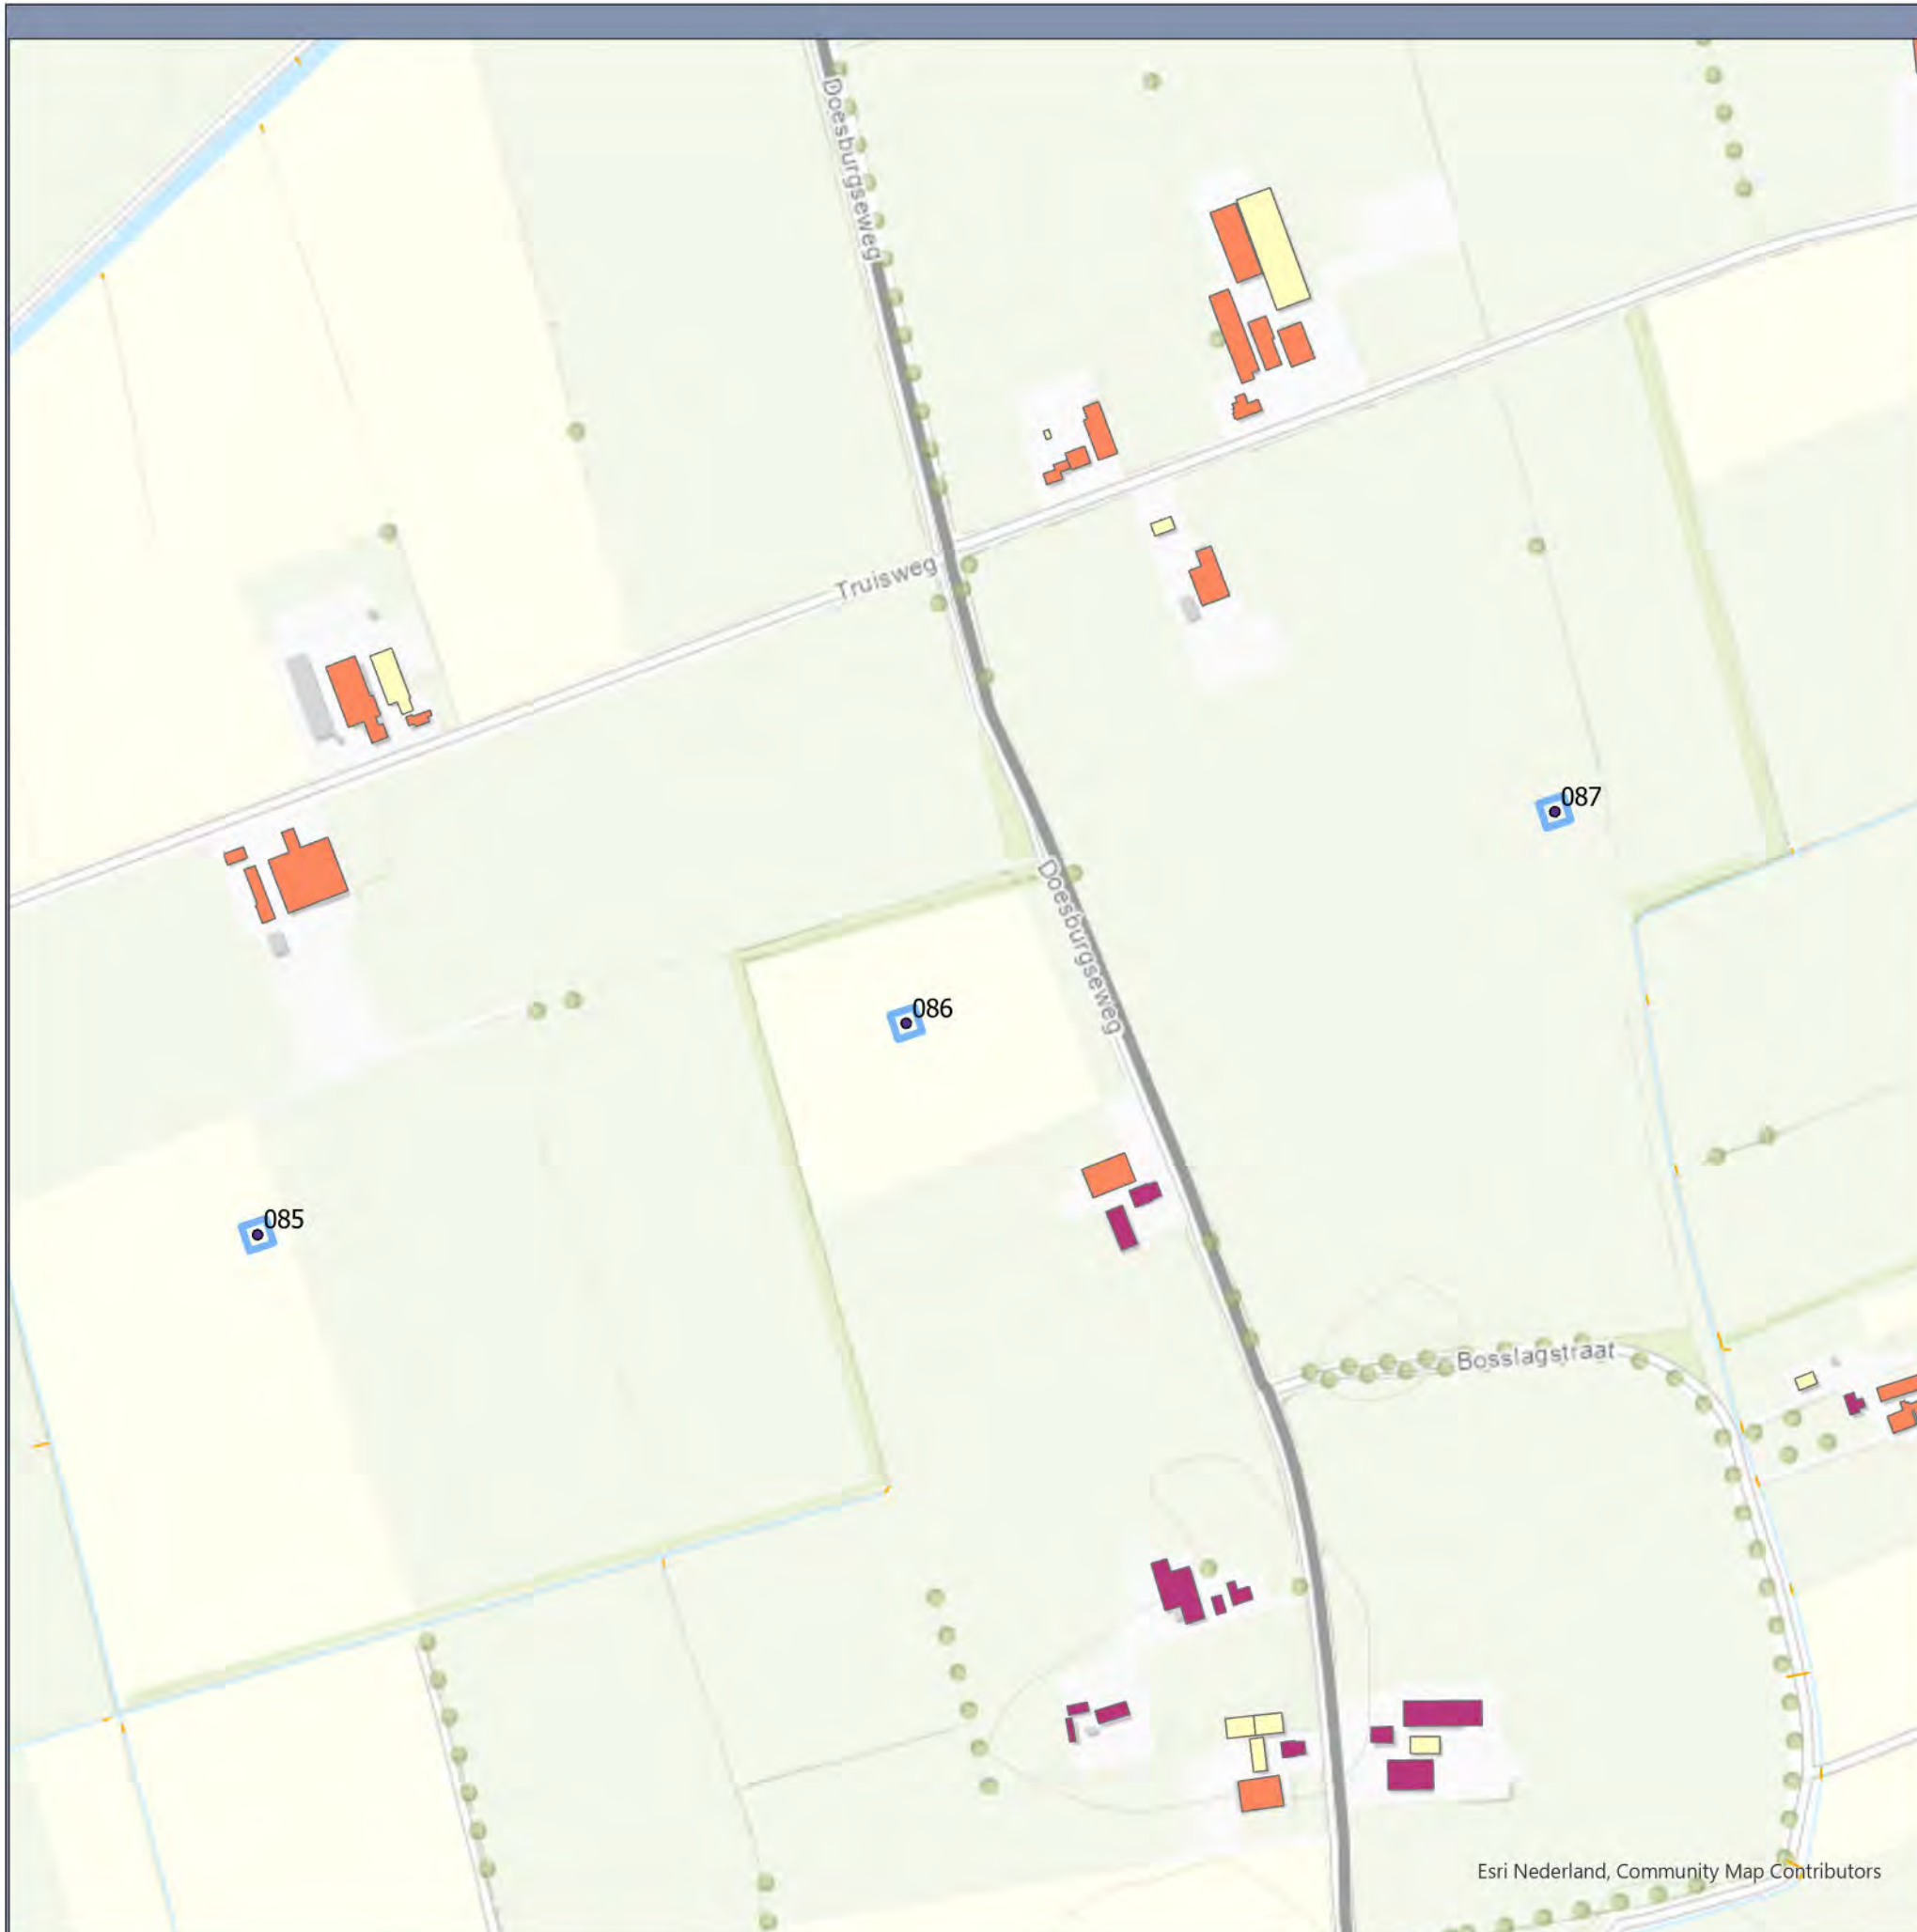 Doesburgseweg
Truisweg
087
Doesburgseweg
086
085
Bosslagstraat
Esri Nederland, Community Map Contributors